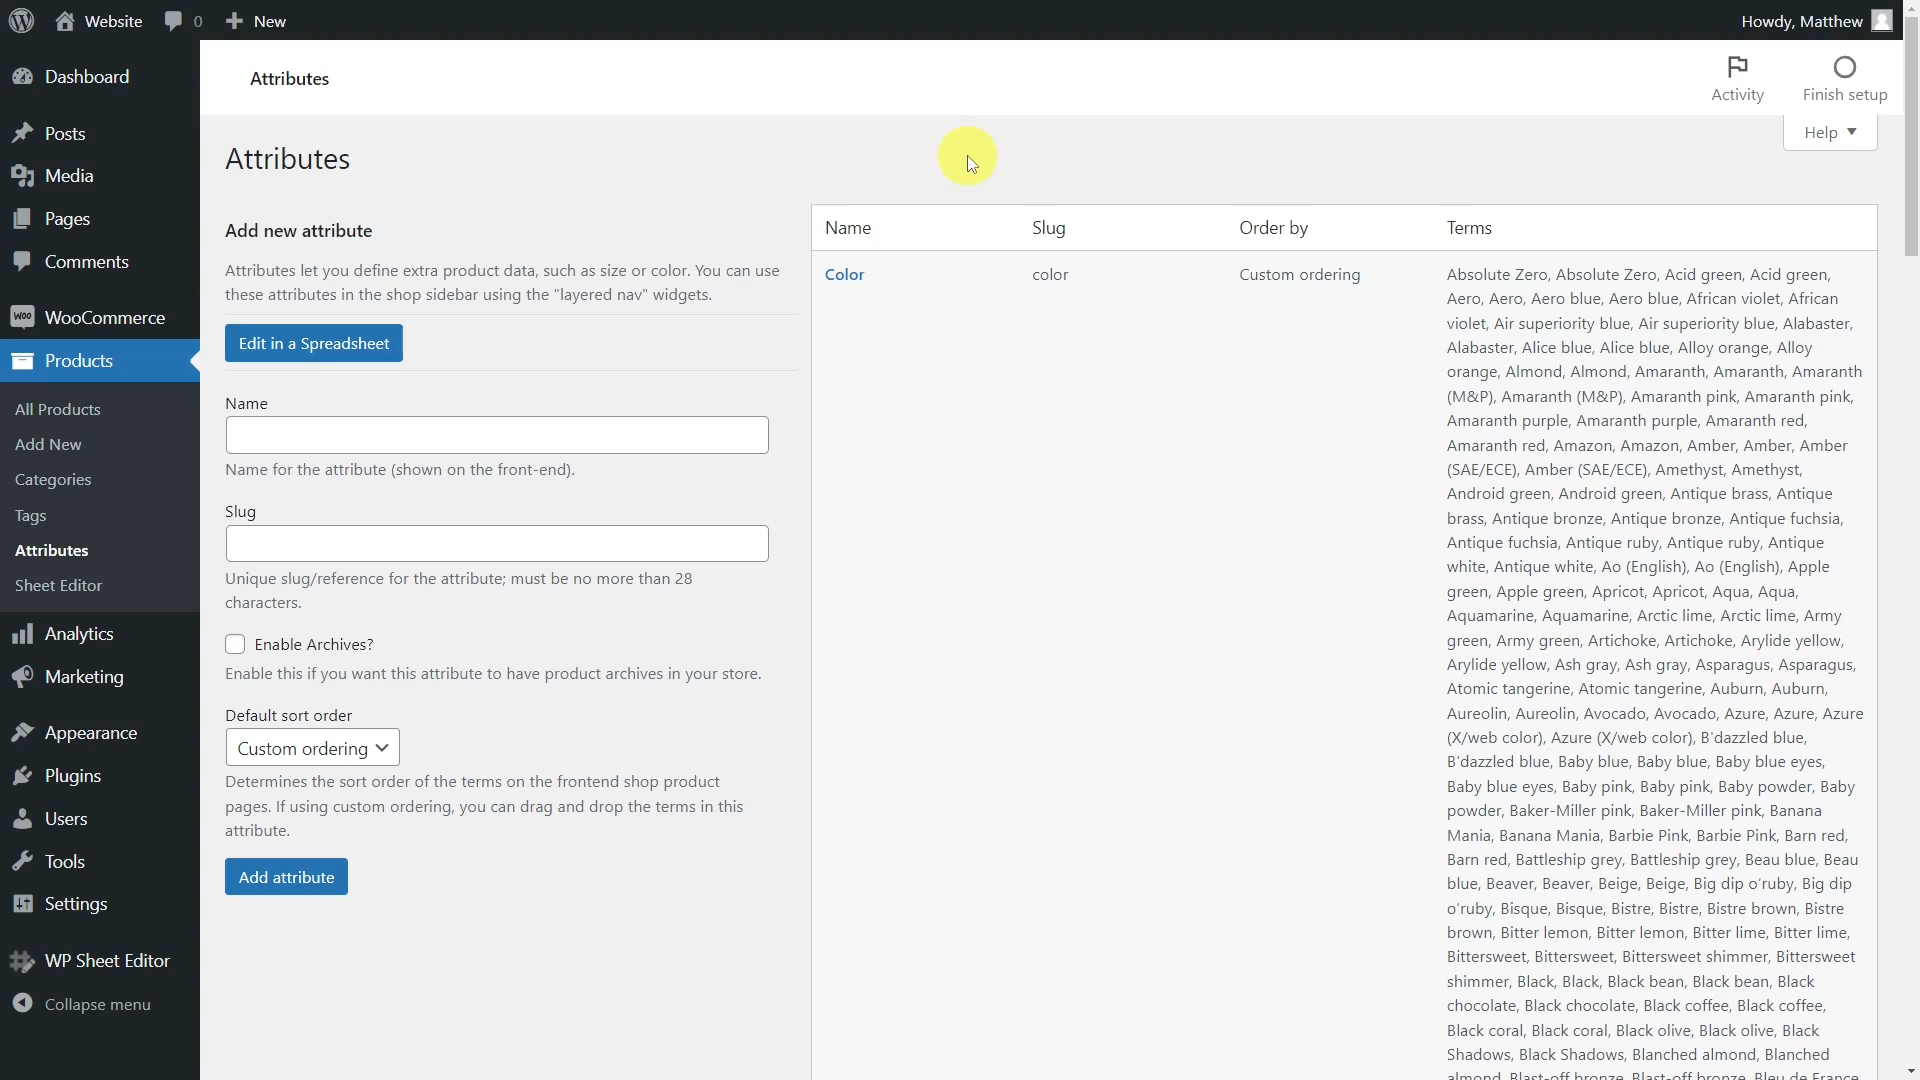 Website
0
New
Howdy, Matthew
Dashboard
Posts
Media
Pages
Comments
WOO
WooCommerce
Products
All Products
Add New
Categories
Tags
Attributes
Sheet Editor
Analytics
Marketing
Appearance
Plugins
Users
Tools
Settings
WP Sheet Editor
Collapse menu
Attributes
Activity
Finish setup
Help
Attributes
Add new attribute
Attributes let you define extra product data, such as size or color. You can use
these attributes in the shop sidebar using the "layered nav" widgets.
Edit in a Spreadsheet
Name
Name for the attribute (shown on the front-end).
Slug
Unique slug/reference for the attribute; must be no more than 28
characters.
Enable Archives?
Enable this if you want this attribute to have product archives in your store.
Default sort order
Custom ordering
Determines the sort order of the terms on the frontend shop product
pages. If using custom ordering, you can drag and drop the terms in this
attribute.
Add attribute
Name Slug Order by Terms
Color color Custom ordering
Absolute Zero, Absolute Zero, Acid green, Acid green,
Aero, Aero, Aero blue, Aero blue, African violet, African
violet, Air superiority blue, Air superiority blue, Alabaster,
Alabaster, Alice blue, Alice blue, Alloy orange, Alloy
orange, Almond, Almond, Amaranth, Amaranth, Amaranth
(M&P), Amaranth (M&P), Amaranth pink, Amaranth pink,
Amaranth purple, Amaranth purple, Amaranth red,
Amaranth red, Amazon, Amazon, Amber, Amber, Amber
(SAE/ECE), Amber (SAE/ECE), Amethyst, Amethyst,
Android green, Android green, Antique brass, Antique
brass, Antique bronze, Antique bronze, Antique fuchsia,
Antique fuchsia, Antique ruby, Antique ruby, Antique
white, Antique white, Ao (English), Ao (English), Apple
green, Apple green, Apricot, Apricot, Aqua, Aqua,
Aquamarine, Aquamarine, Arctic lime, Arctic lime, Army
green, Army green, Artichoke, Artichoke, Arylide yellow,
Arylide yellow, Ash gray, Ash gray, Asparagus, Asparagus,
Atomic tangerine, Atomic tangerine, Auburn, Auburn,
Aureolin, Aureolin, Avocado, Avocado, Azure, Azure, Azure
(X/web color), Azure (X/web color), B'dazzled blue,
B'dazzled blue, Baby blue, Baby blue, Baby blue eyes,
Baby blue eyes, Baby pink, Baby pink, Baby powder, Baby
powder, Baker-Miller pink, Baker-Miller pink, Banana
Mania, Banana Mania, Barbie Pink, Barbie Pink, Barn red,
Barn red, Battleship grey, Battleship grey, Beau blue, Beau
blue, Beaver, Beaver, Beige, Beige, Big dip o'ruby, Big dip
o'ruby, Bisque, Bisque, Bistre, Bistre, Bistre brown, Bistre
brown, Bitter lemon, Bitter lemon, Bitter lime, Bitter lime,
Bittersweet, Bittersweet, Bittersweet shimmer, Bittersweet
shimmer, Black, Black, Black bean, Black bean, Black
chocolate, Black chocolate, Black coffee, Black coffee,
Black coral, Black coral, Black olive, Black olive, Black
Shadows, Black Shadows, Blanched almond, Blanched
almond, Blast-off bronze, Blast-off bronze, Bleu de France